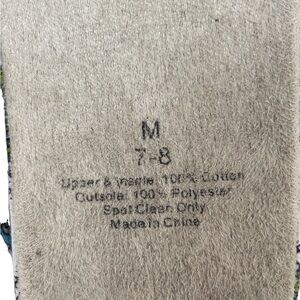 M
7-8
Upper & Insole: 100% Cotton
Outsole: 100% Polyester
Spot Clean Only
Made in China